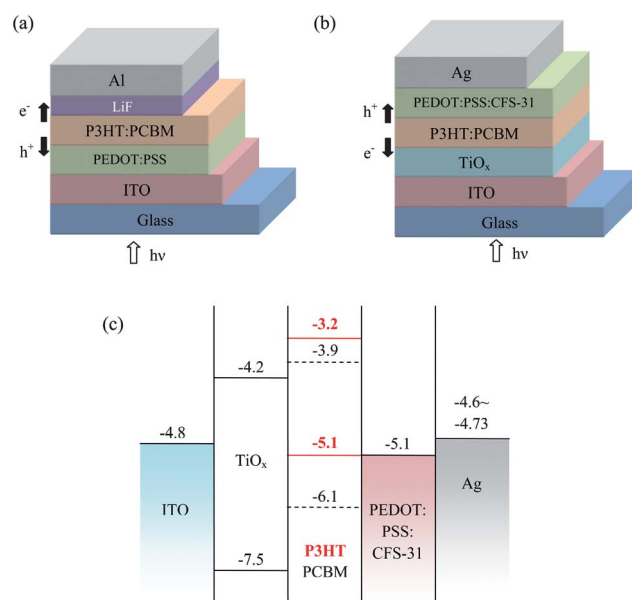 (a)
Al
LiF
e-
P3HT:PCBM
h+
PEDOT:PSS
ITO
Glass
hν
(b)
Ag
PEDOT:PSS:CFS-31
h+
P3HT:PCBM
e-
TiOx
ITO
Glass
hν
(c)
-3.2
-3.9
-4.2
-4.6~
-4.73
-4.8
-5.1
-5.1
TiOx
Ag
ITO
-6.1
PEDOT:
PSS:
CFS-31
P3HT
PCBM
-7.5